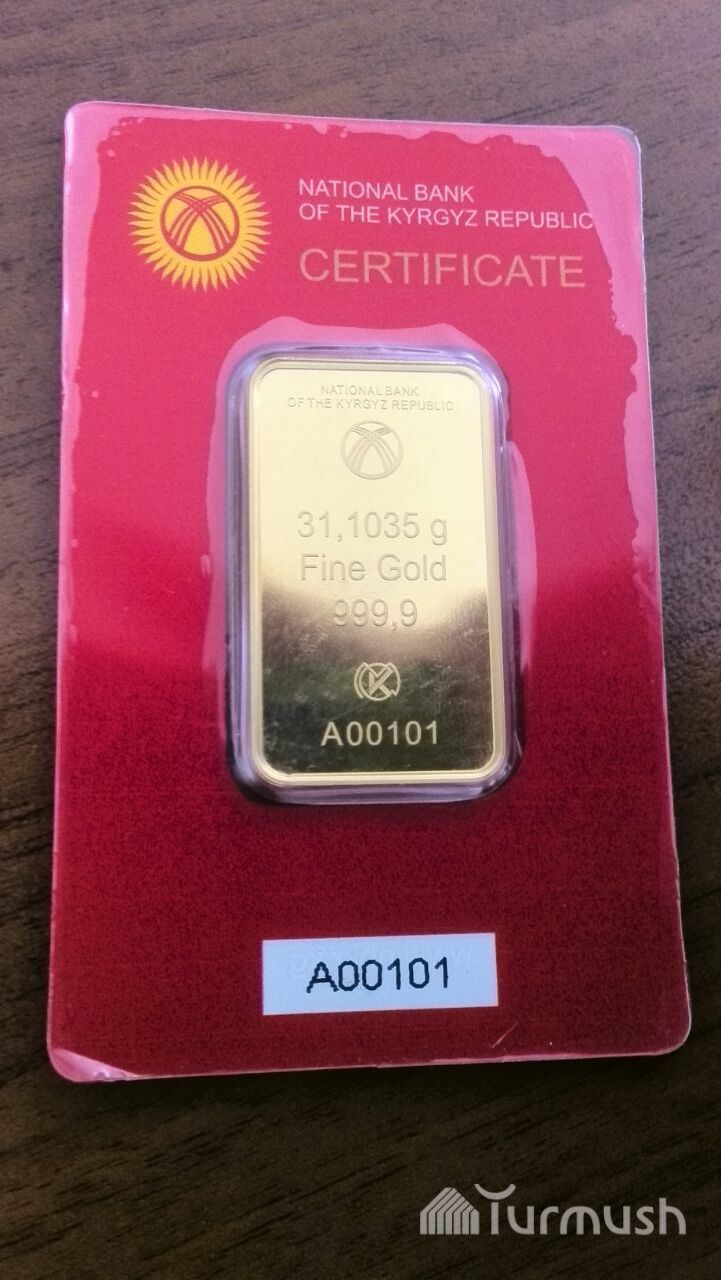 NATIONAL BANK
OF THE KYRGYZ REPUBLIC
CERTIFICATE
NATIONAL BANK
OF THE KYRGYZ REPUBLIC
31,1035 g
Fine Gold
999,9
A00101
A00101
Turmush